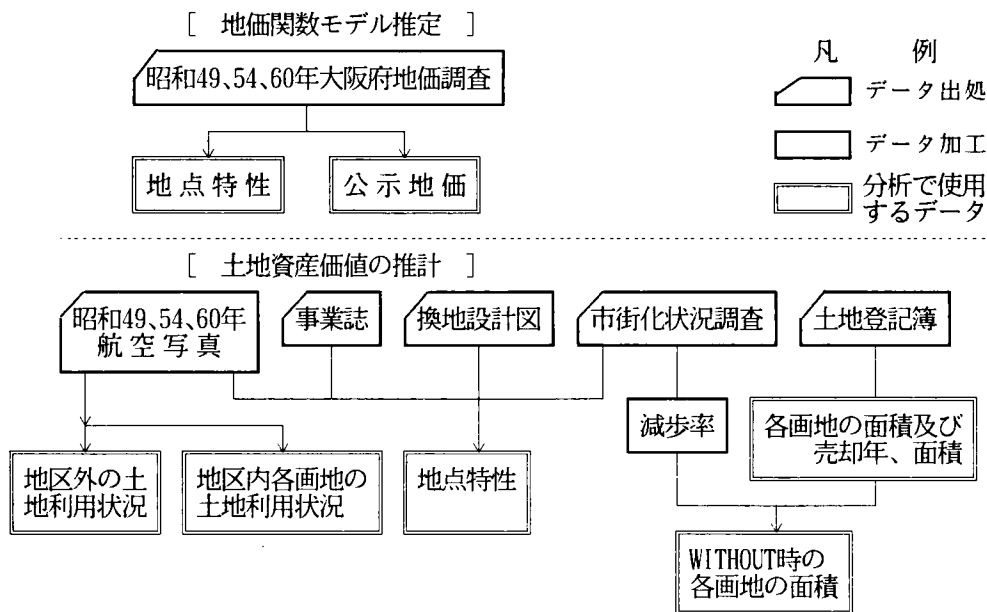 [ 地価関数モデル推定 ]
昭和49、54、60年大阪府地価調査
地点特性
公示地価
凡 例
データ出処
データ加工
分析で使用
するデータ
[ 土地資産価値の推計 ]
昭和49、54、60年
航空写真
事業誌
換地設計図
市街化状況調査
土地登記簿
減歩率
各画地の面積及び
売却年、面積
地区外の土
地利用状況
地区内各画地の
土地利用状況
地点特性
WITHOUT時の
各画地の面積